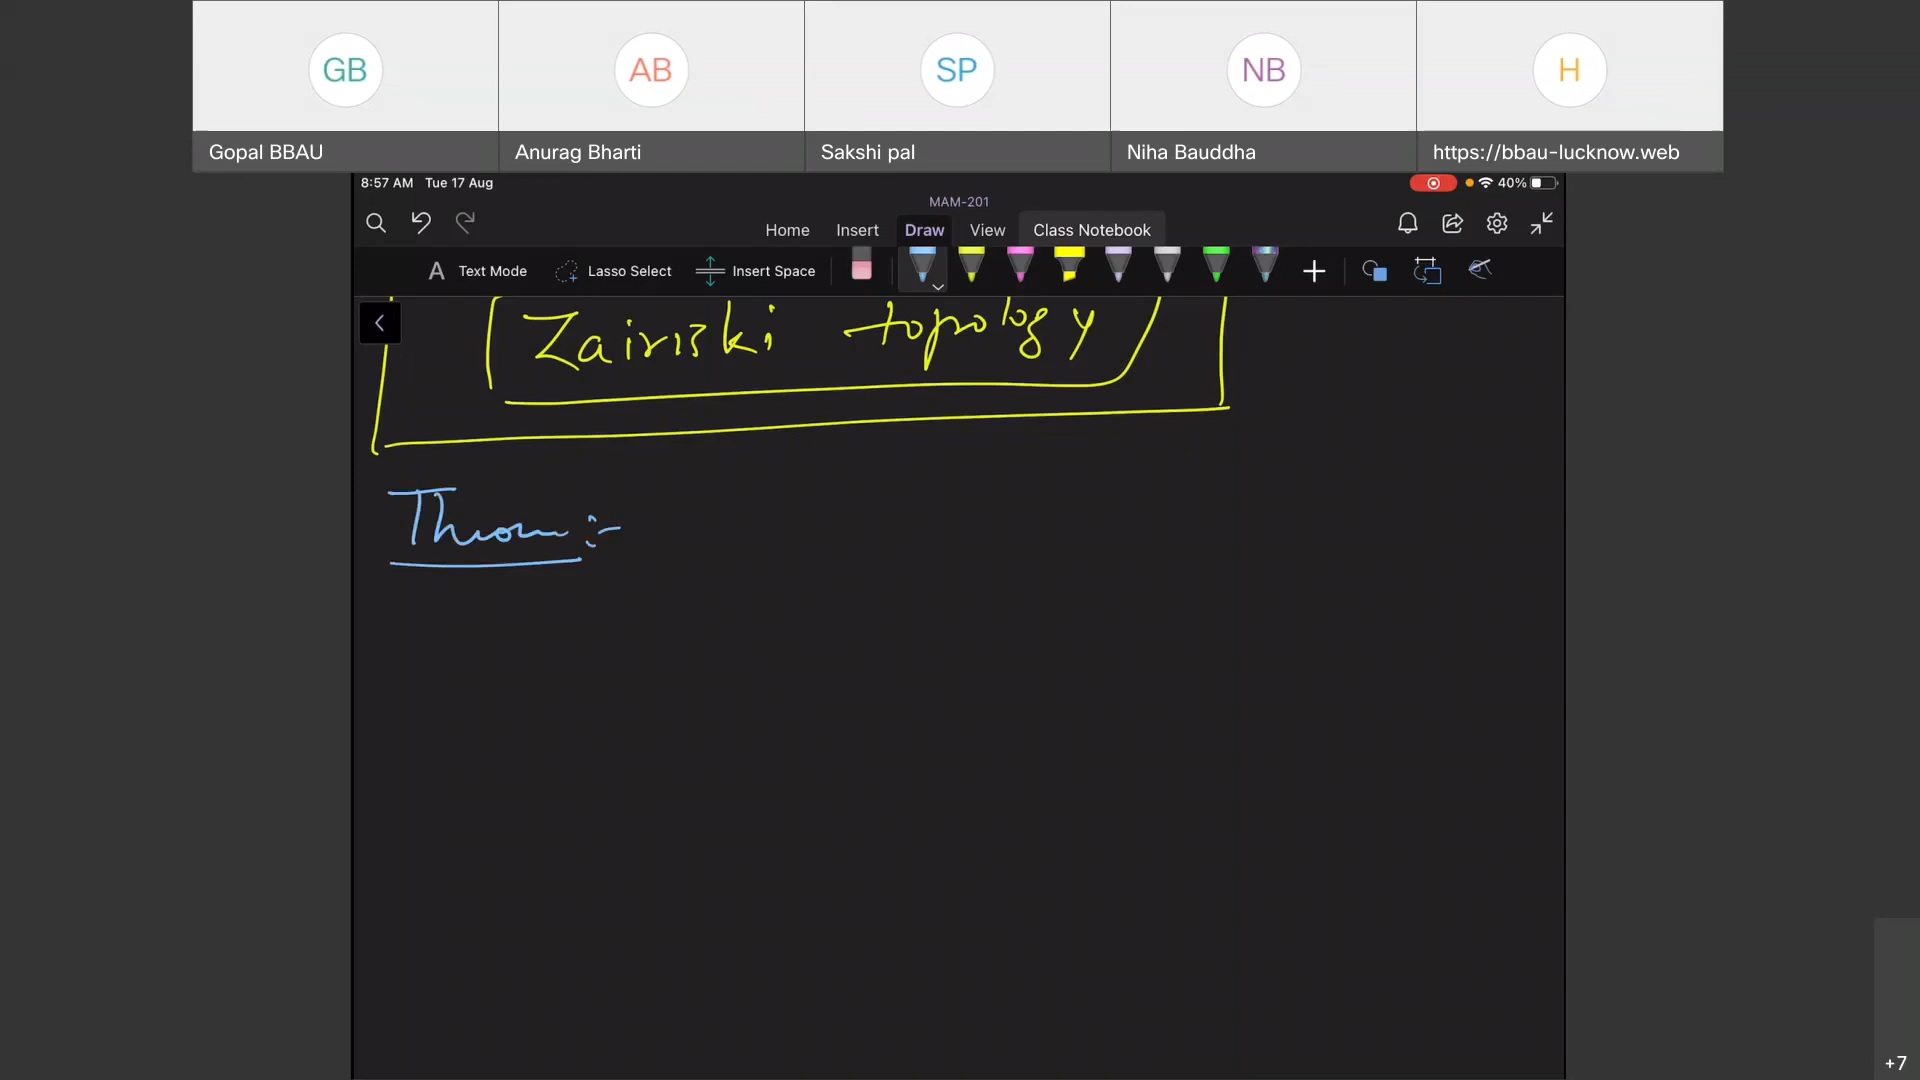 GB AB SP NB H
Gopal BBAU Anurag Bharti Sakshi pal Niha Bauddha https://bbau-lucknow.web
8:57 AM Tue 17 Aug 40%
MAM-201
Home Insert Draw View Class Notebook
A Text Mode Lasso Select Insert Space
Zairiski topology
Theom :-
+7